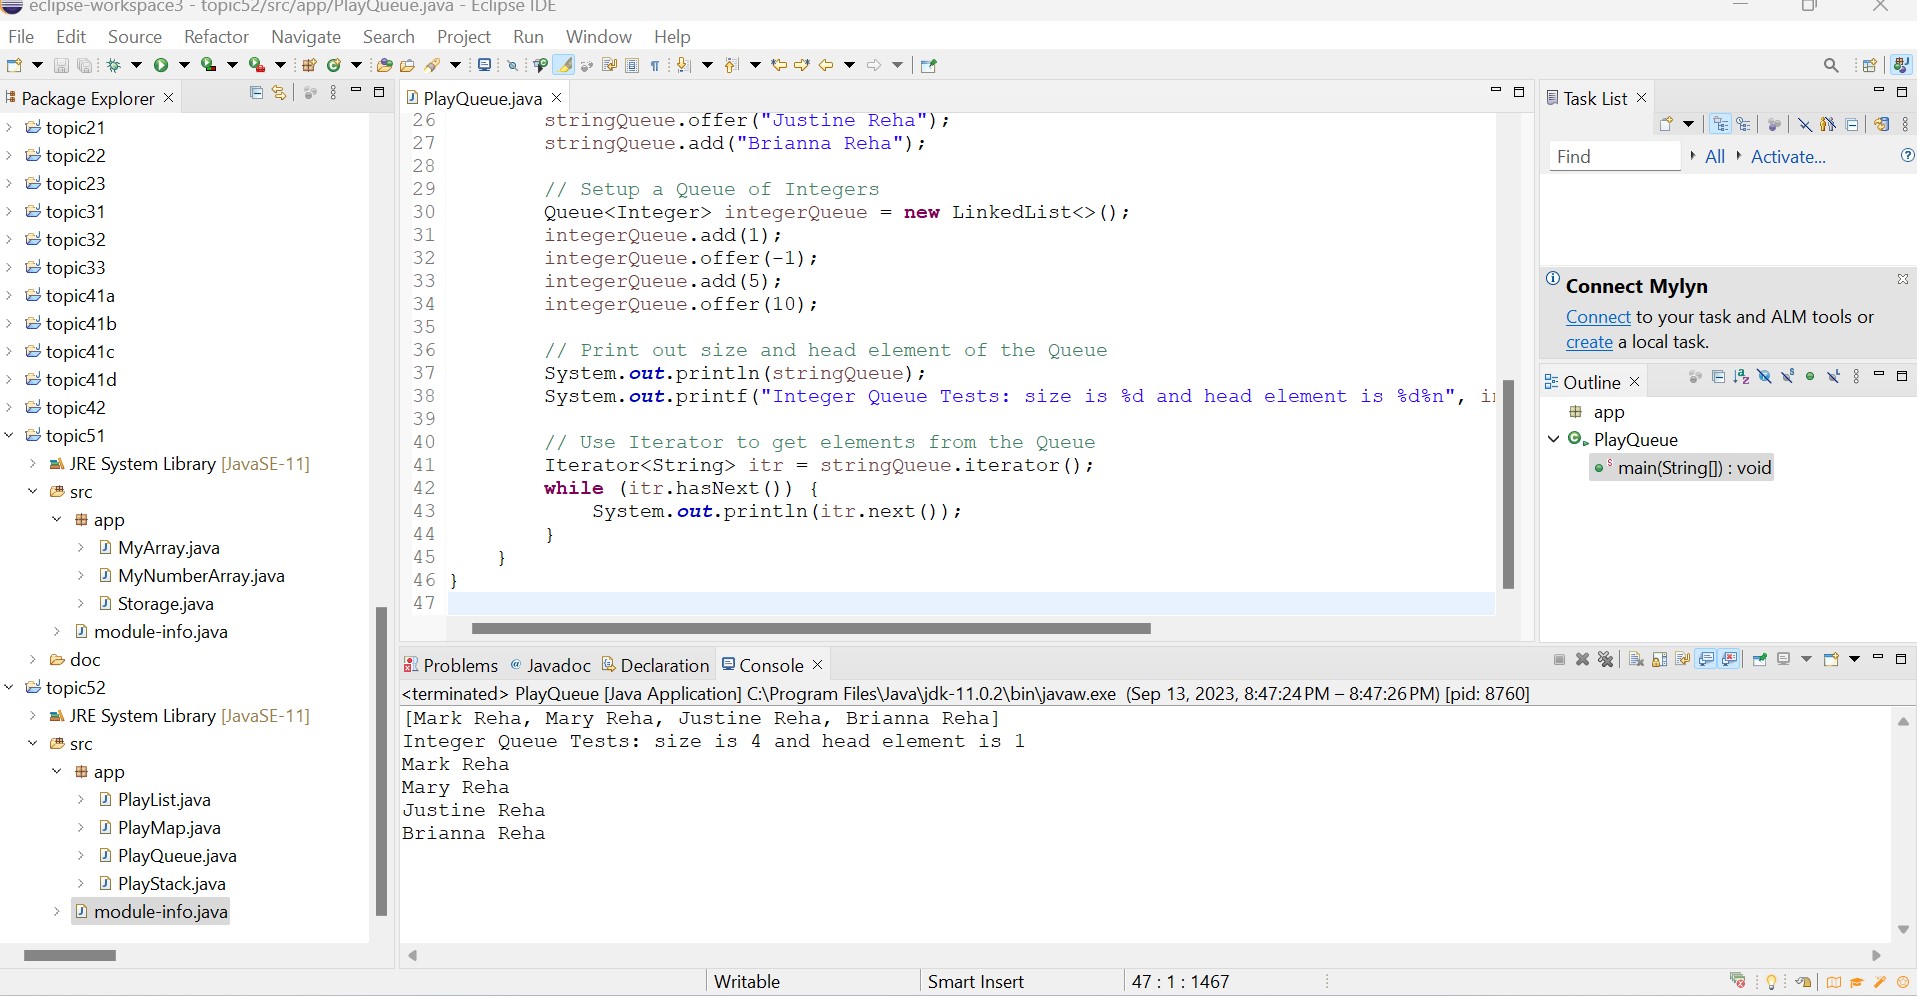 eclipse-workspace3 - topic52/src/app/PlayQueue.java - Eclipse IDE
File Edit Source Refactor Navigate Search Project Run Window Help
Package Explorer
topic21
topic22
topic23
topic31
topic32
topic33
topic41a
topic41b
topic41c
topic41d
topic42
topic51
JRE System Library [JavaSE-11]
src
app
MyArray.java
MyNumberArray.java
Storage.java
module-info.java
doc
topic52
JRE System Library [JavaSE-11]
src
app
PlayList.java
PlayMap.java
PlayQueue.java
PlayStack.java
module-info.java
PlayQueue.java
26 stringQueue.offer("Justine Reha");
27 stringQueue.add("Brianna Reha");
28
29 // Setup a Queue of Integers
30 Queue<Integer> integerQueue = new LinkedList<>();
31 integerQueue.add(1);
32 integerQueue.offer(-1);
33 integerQueue.add(5);
34 integerQueue.offer(10);
35
36 // Print out size and head element of the Queue
37 System.out.println(stringQueue);
38 System.out.printf("Integer Queue Tests: size is %d and head element is %d%n",
39
40 // Use Iterator to get elements from the Queue
41 Iterator<String> itr = stringQueue.iterator();
42 while (itr.hasNext()) {
43 System.out.println(itr.next());
44 }
45 }
46 }
47
Problems Javadoc Declaration Console
<terminated> PlayQueue [Java Application] C:\Program Files\Java\jdk-11.0.2\bin\javaw.exe (Sep 13, 2023, 8:47:24 PM – 8:47:26 PM) [pid: 8760]
[Mark Reha, Mary Reha, Justine Reha, Brianna Reha]
Integer Queue Tests: size is 4 and head element is 1
Mark Reha
Mary Reha
Justine Reha
Brianna Reha
Task List
Find All Activate...
Connect Mylyn
Connect to your task and ALM tools or
create a local task.
Outline
app
PlayQueue
main(String[]) : void
Writable Smart Insert 47 : 1 : 1467